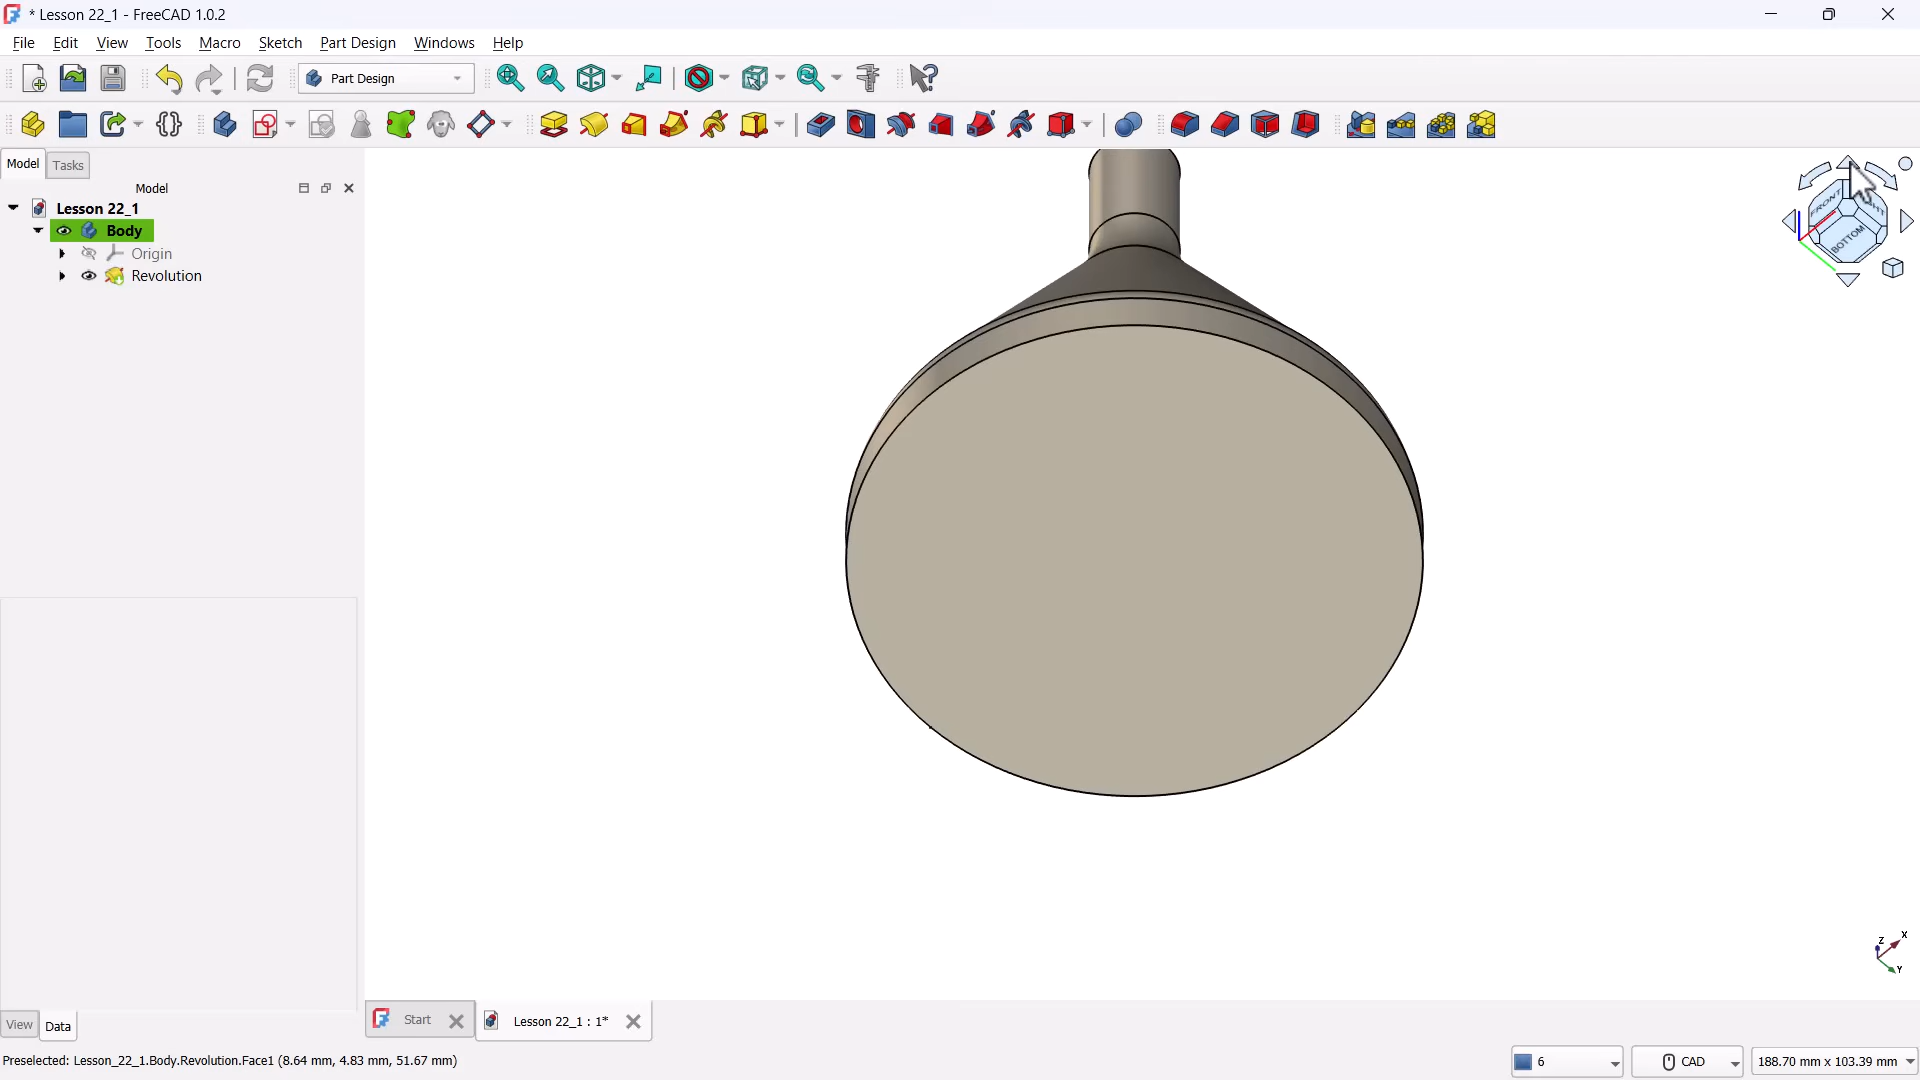 * Lesson 22_1 - FreeCAD 1.0.2
File Edit View Tools Macro Sketch Part Design Windows Help
Part Design
Model Tasks
Model
Lesson 22_1
Body
Origin
Revolution
FRONT
BOTTOM
Z X
Y
View Data
Start
Lesson 22_1 : 1*
Preselected: Lesson_22_1.Body.Revolution.Face1 (8.64 mm, 4.83 mm, 51.67 mm)
6
CAD
188.70 mm x 103.39 mm